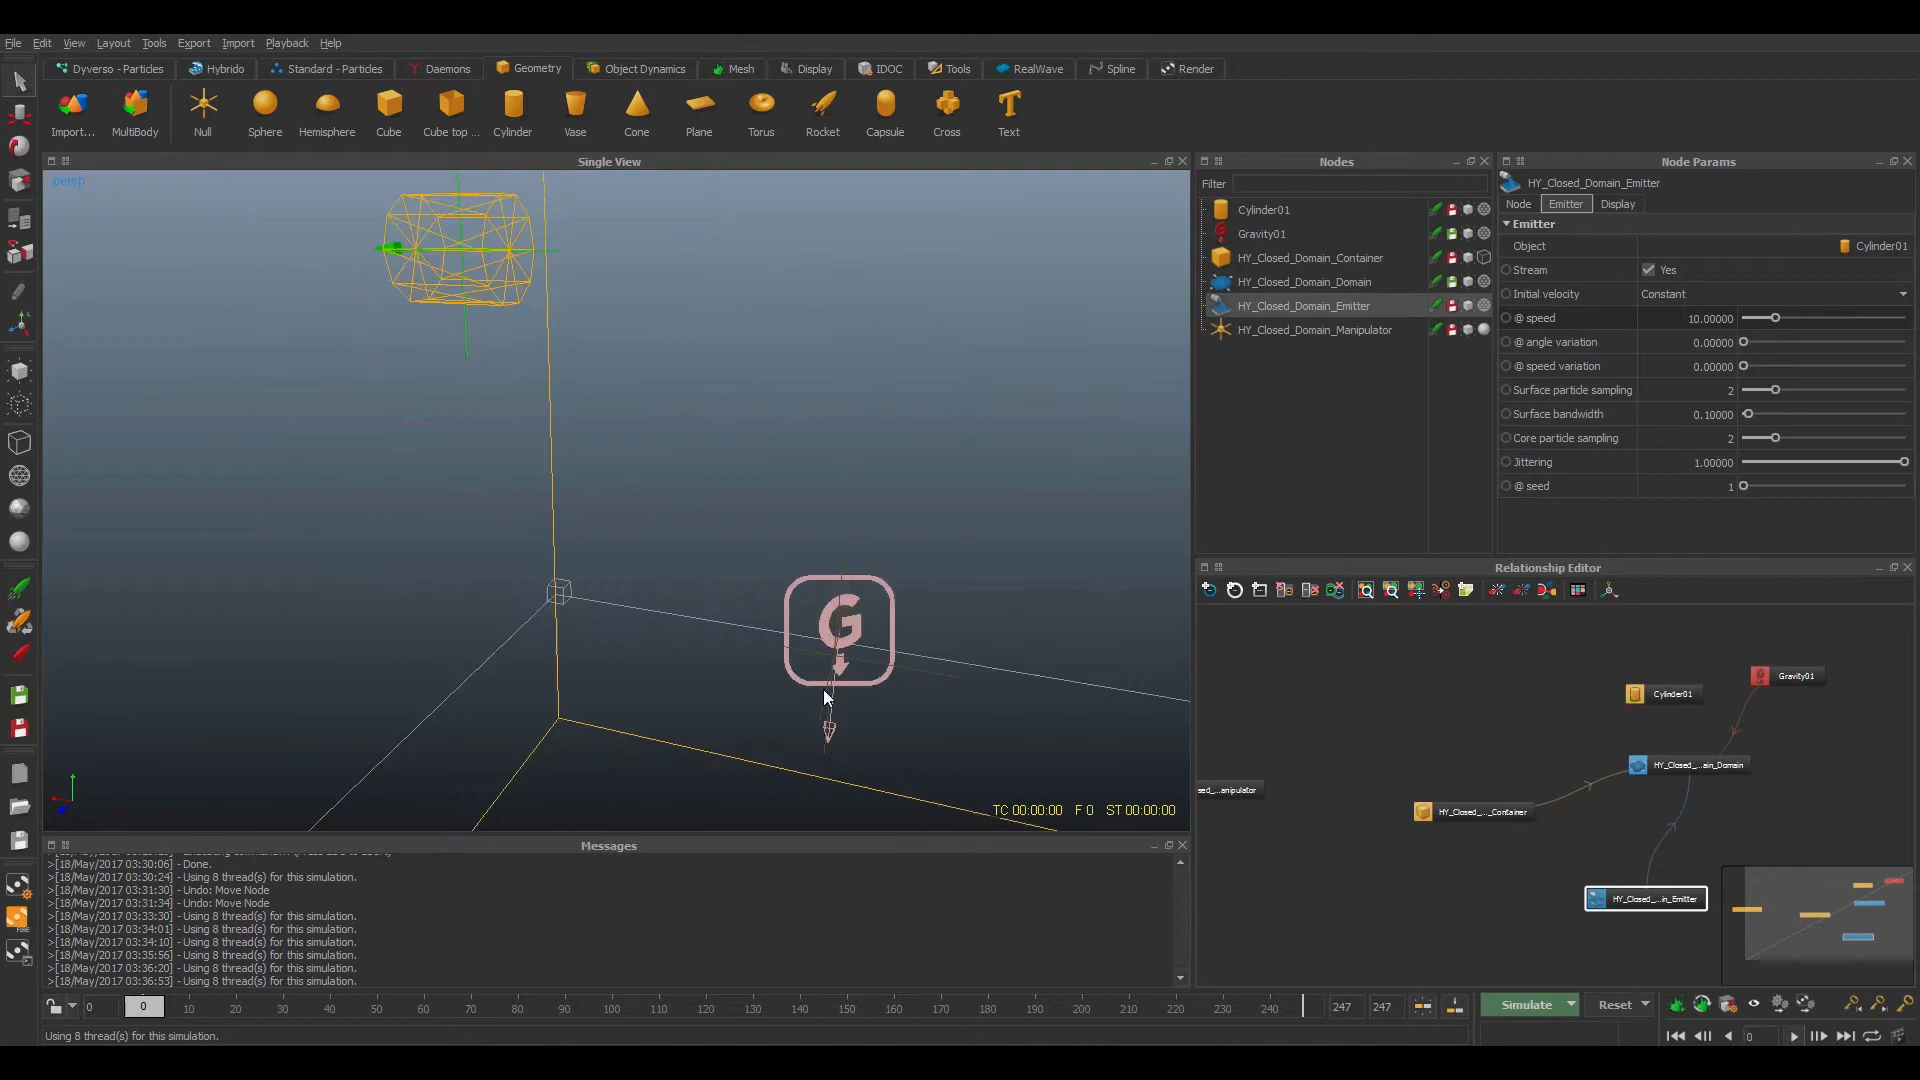 File Edit View Layout Tools Export Import Playback Help
Dyverso - Particles Hybrido Standard - Particles Daemons Geometry Object Dynamics Mesh Display IDOC Tools RealWave Spline Render
Import... MultiBody Null Sphere Hemisphere Cube Cube top ... Cylinder Vase Cone Plane Torus Rocket Capsule Cross Text
Single View
persp
G
TC 00:00:00 F 0 ST 00:00:00
Nodes
Filter
Cylinder01
Gravity01
HY_Closed_Domain_Container
HY_Closed_Domain_Domain
HY_Closed_Domain_Emitter
HY_Closed_Domain_Manipulator
Node Params
HY_Closed_Domain_Emitter
Node Emitter Display
Emitter
Object Cylinder01
Stream Yes
Initial velocity Constant
@ speed 10.00000
@ angle variation 0.00000
@ speed variation 0.00000
Surface particle sampling 2
Surface bandwidth 0.10000
Core particle sampling 2
Jittering 1.00000
@ seed 1
Relationship Editor
Gravity01
Cylinder01
HY_Closed_...ain_Domain
sed_...anipulator
HY_Closed_..._Container
HY_Closed_...in_Emitter
Messages
>[18/May/2017 03:30:06] - Done.
>[18/May/2017 03:30:24] - Using 8 thread(s) for this simulation.
>[18/May/2017 03:31:30] - Undo: Move Node
>[18/May/2017 03:31:34] - Undo: Move Node
>[18/May/2017 03:33:30] - Using 8 thread(s) for this simulation.
>[18/May/2017 03:34:01] - Using 8 thread(s) for this simulation.
>[18/May/2017 03:34:10] - Using 8 thread(s) for this simulation.
>[18/May/2017 03:35:56] - Using 8 thread(s) for this simulation.
>[18/May/2017 03:36:20] - Using 8 thread(s) for this simulation.
>[18/May/2017 03:36:53] - Using 8 thread(s) for this simulation.
0 0 10 20 30 40 50 60 70 80 90 100 110 120 130 140 150 160 170 180 190 200 210 220 230 240 247 247 Simulate Reset
Using 8 thread(s) for this simulation. 0